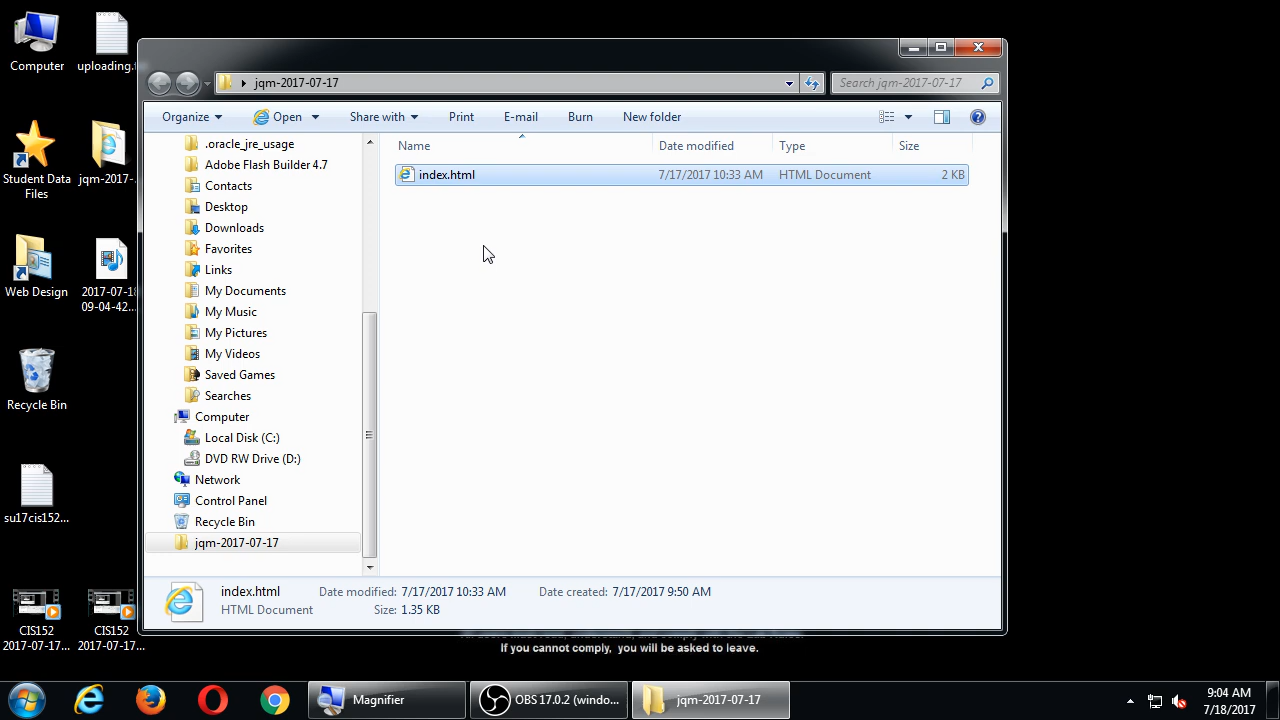 Computer
uploading.t
Student Data
Files
jqm-2017-...
Web Design
2017-07-18
09-04-42...
Recycle Bin
su17cis152...
CIS152
2017-07-17...
CIS152
2017-07-17...
jqm-2017-07-17
Search jqm-2017-07-17
Organize
Open
Share with
Print
E-mail
Burn
New folder
.oracle_jre_usage
Adobe Flash Builder 4.7
Contacts
Desktop
Downloads
Favorites
Links
My Documents
My Music
My Pictures
My Videos
Saved Games
Searches
Computer
Local Disk (C:)
DVD RW Drive (D:)
Network
Control Panel
Recycle Bin
jqm-2017-07-17
Name Date modified Type Size
index.html 7/17/2017 10:33 AM HTML Document 2 KB
index.html Date modified: 7/17/2017 10:33 AM Date created: 7/17/2017 9:50 AM
HTML Document Size: 1.35 KB
If you cannot comply, you will be asked to leave.
Magnifier
OBS 17.0.2 (windo...
jqm-2017-07-17
9:04 AM
7/18/2017